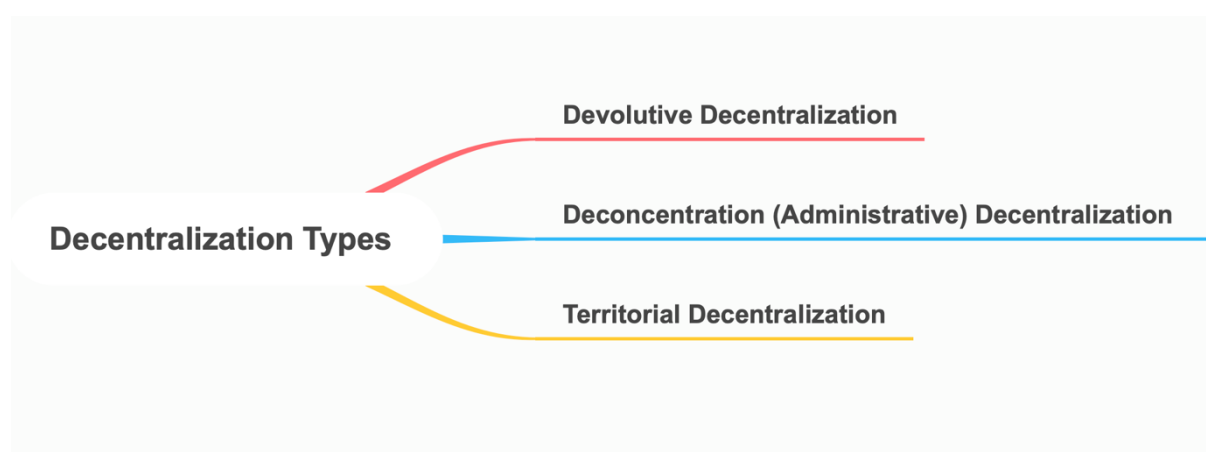 Devolutive Decentralization
Deconcentration (Administrative) Decentralization
Decentralization Types
Territorial Decentralization